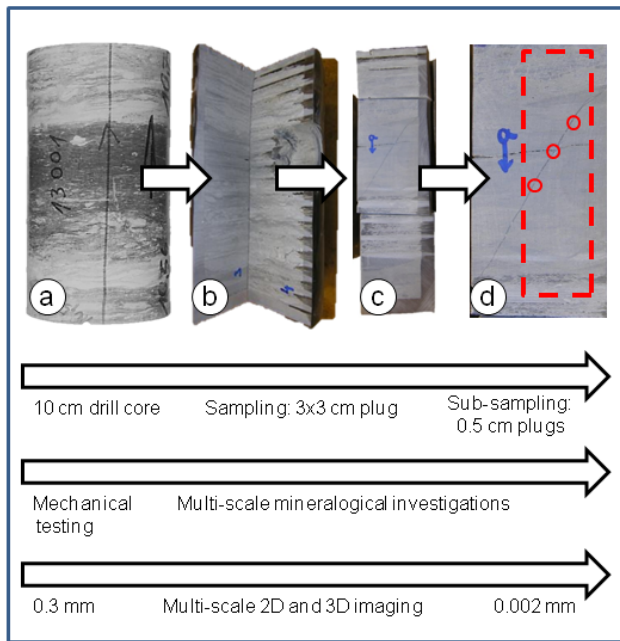 13001
a
b
c
d
10 cm drill core
Sampling: 3x3 cm plug
Sub-sampling:
0.5 cm plugs
Mechanical
testing
Multi-scale mineralogical investigations
0.3 mm
Multi-scale 2D and 3D imaging
0.002 mm